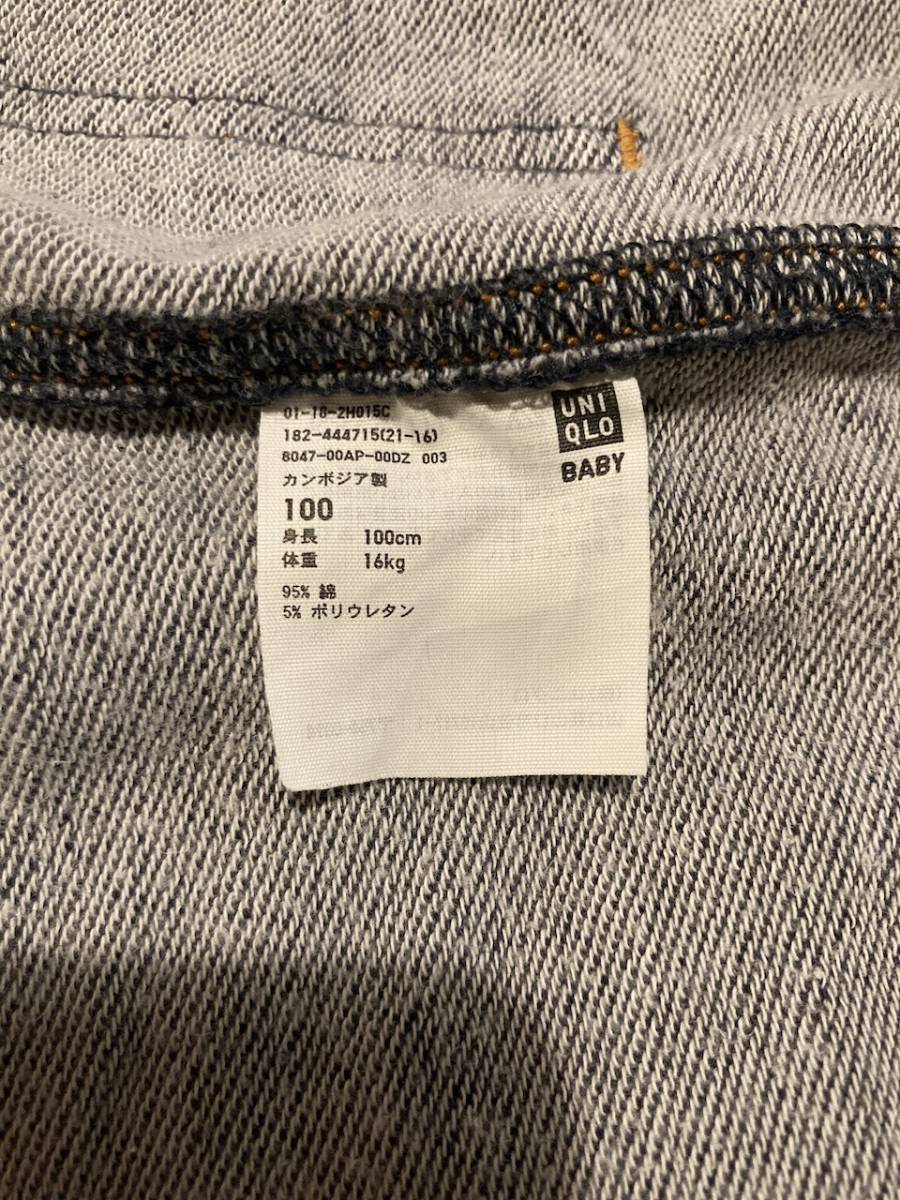 01-18-2H015C
UNI
QLO
182-444715(21-16)
8047-00AP-00DZ 003
BABY
カンボジア製
100
身長 100cm
体重 16kg
95% 綿
5% ポリウレタン